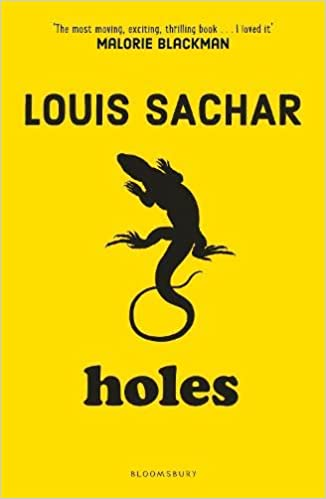 'The most moving, exciting, thrilling book . . . I loved it'
MALORIE BLACKMAN
LOUIS SACHAR
holes
BLOOMSBURY